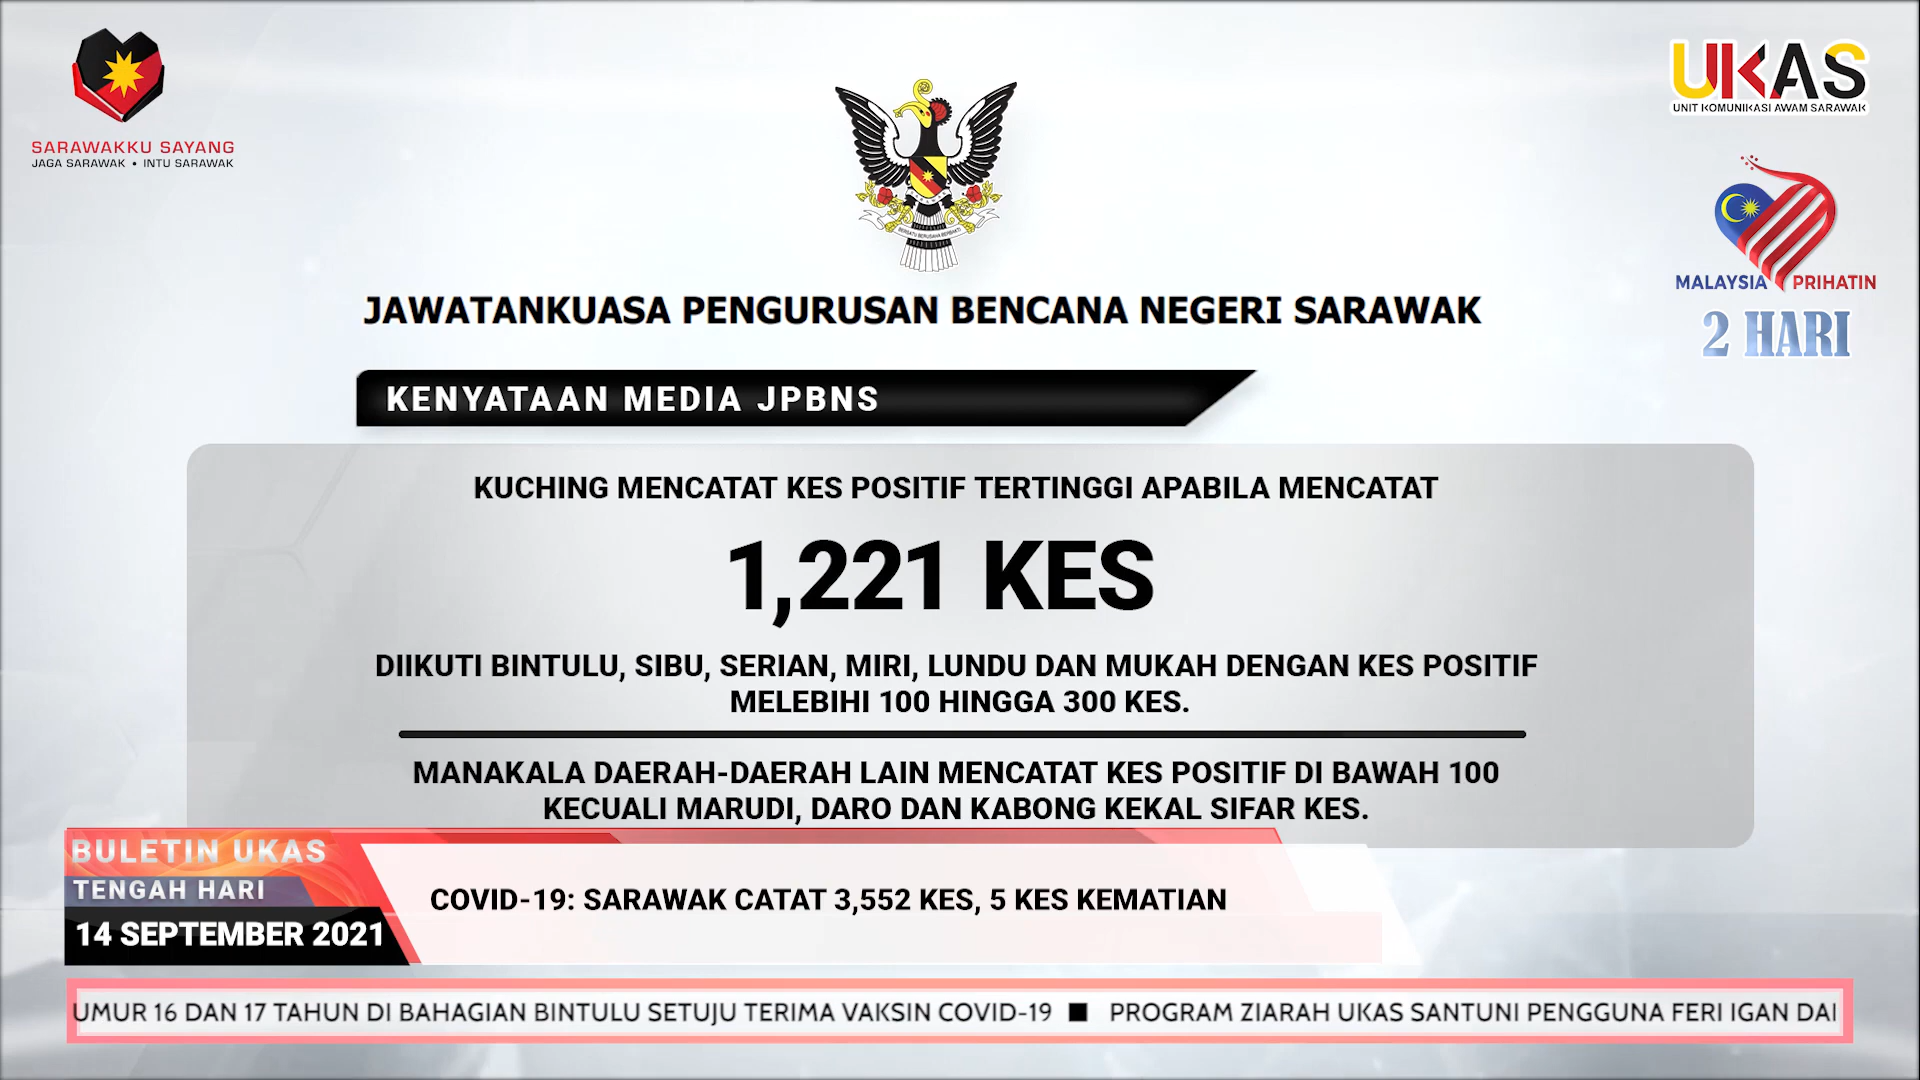 SARAWAKKU SAYANG
JAGA SARAWAK • INTU SARAWAK
UKAS
UNIT KOMUNIKASI AWAM SARAWAK
BERSATU BERUSAHA BERBAKTI
MALAYSIA PRIHATIN
2 HARI
JAWATANKUASA PENGURUSAN BENCANA NEGERI SARAWAK
KENYATAAN MEDIA JPBNS
KUCHING MENCATAT KES POSITIF TERTINGGI APABILA MENCATAT
1,221 KES
DIIKUTI BINTULU, SIBU, SERIAN, MIRI, LUNDU DAN MUKAH DENGAN KES POSITIF
MELEBIHI 100 HINGGA 300 KES.
MANAKALA DAERAH-DAERAH LAIN MENCATAT KES POSITIF DI BAWAH 100
KECUALI MARUDI, DARO DAN KABONG KEKAL SIFAR KES.
BULETIN UKAS
TENGAH HARI
14 SEPTEMBER 2021
COVID-19: SARAWAK CATAT 3,552 KES, 5 KES KEMATIAN
UMUR 16 DAN 17 TAHUN DI BAHAGIAN BINTULU SETUJU TERIMA VAKSIN COVID-19 ■ PROGRAM ZIARAH UKAS SANTUNI PENGGUNA FERI IGAN DAI